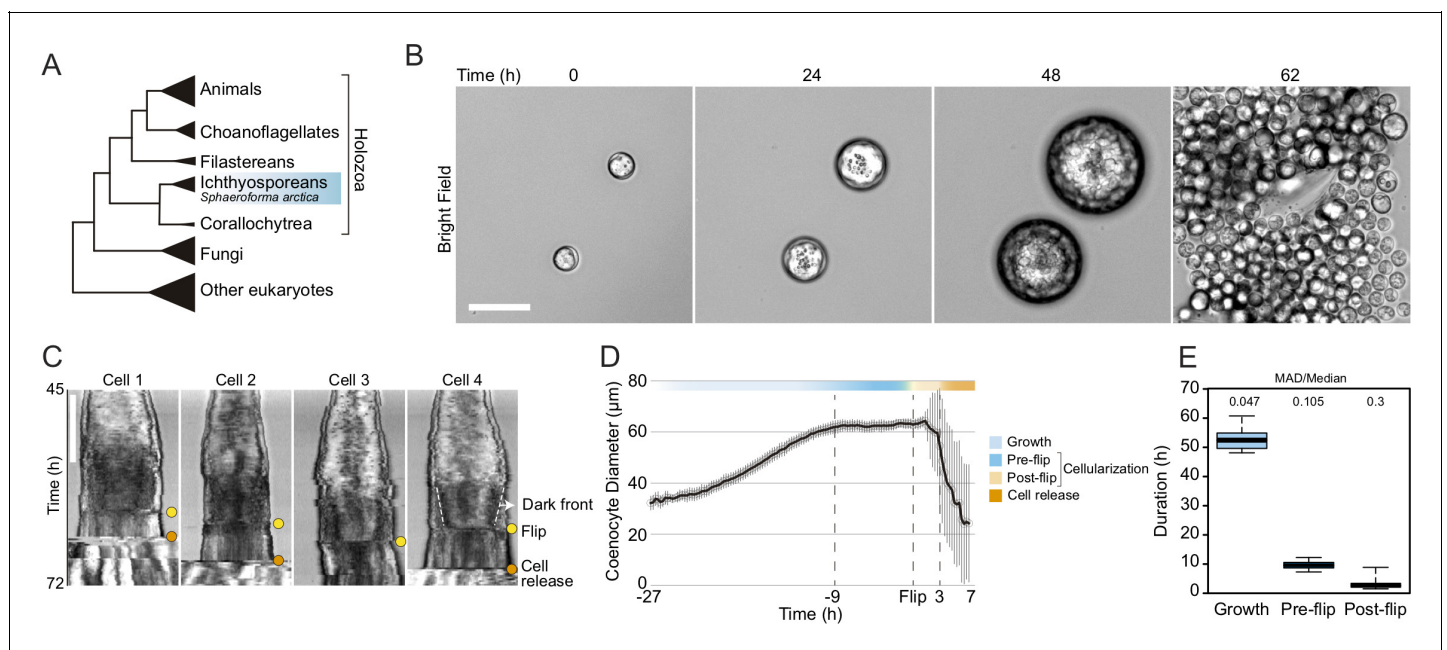 A
Animals
Choanoflagellates
Filastereans
Ichthyosporeans
Sphaeroforma arctica
Corallochytrea
Fungi
Other eukaryotes
Holozoa
B
Time (h) 0 24 48 62
Bright Field
C
Cell 1 Cell 2 Cell 3 Cell 4
45
Time (h)
72
Dark front
Flip
Cell
release
D
Coenocyte Diameter (µm)
80
60
40
20
0
-27 -9 Flip 3 7
Time (h)
Growth
Pre-flip
Post-flip
Cellularization
Cell release
E
MAD/Median
0.047 0.105 0.3
Duration (h)
70
60
50
40
30
20
10
0
Growth Pre-flip Post-flip